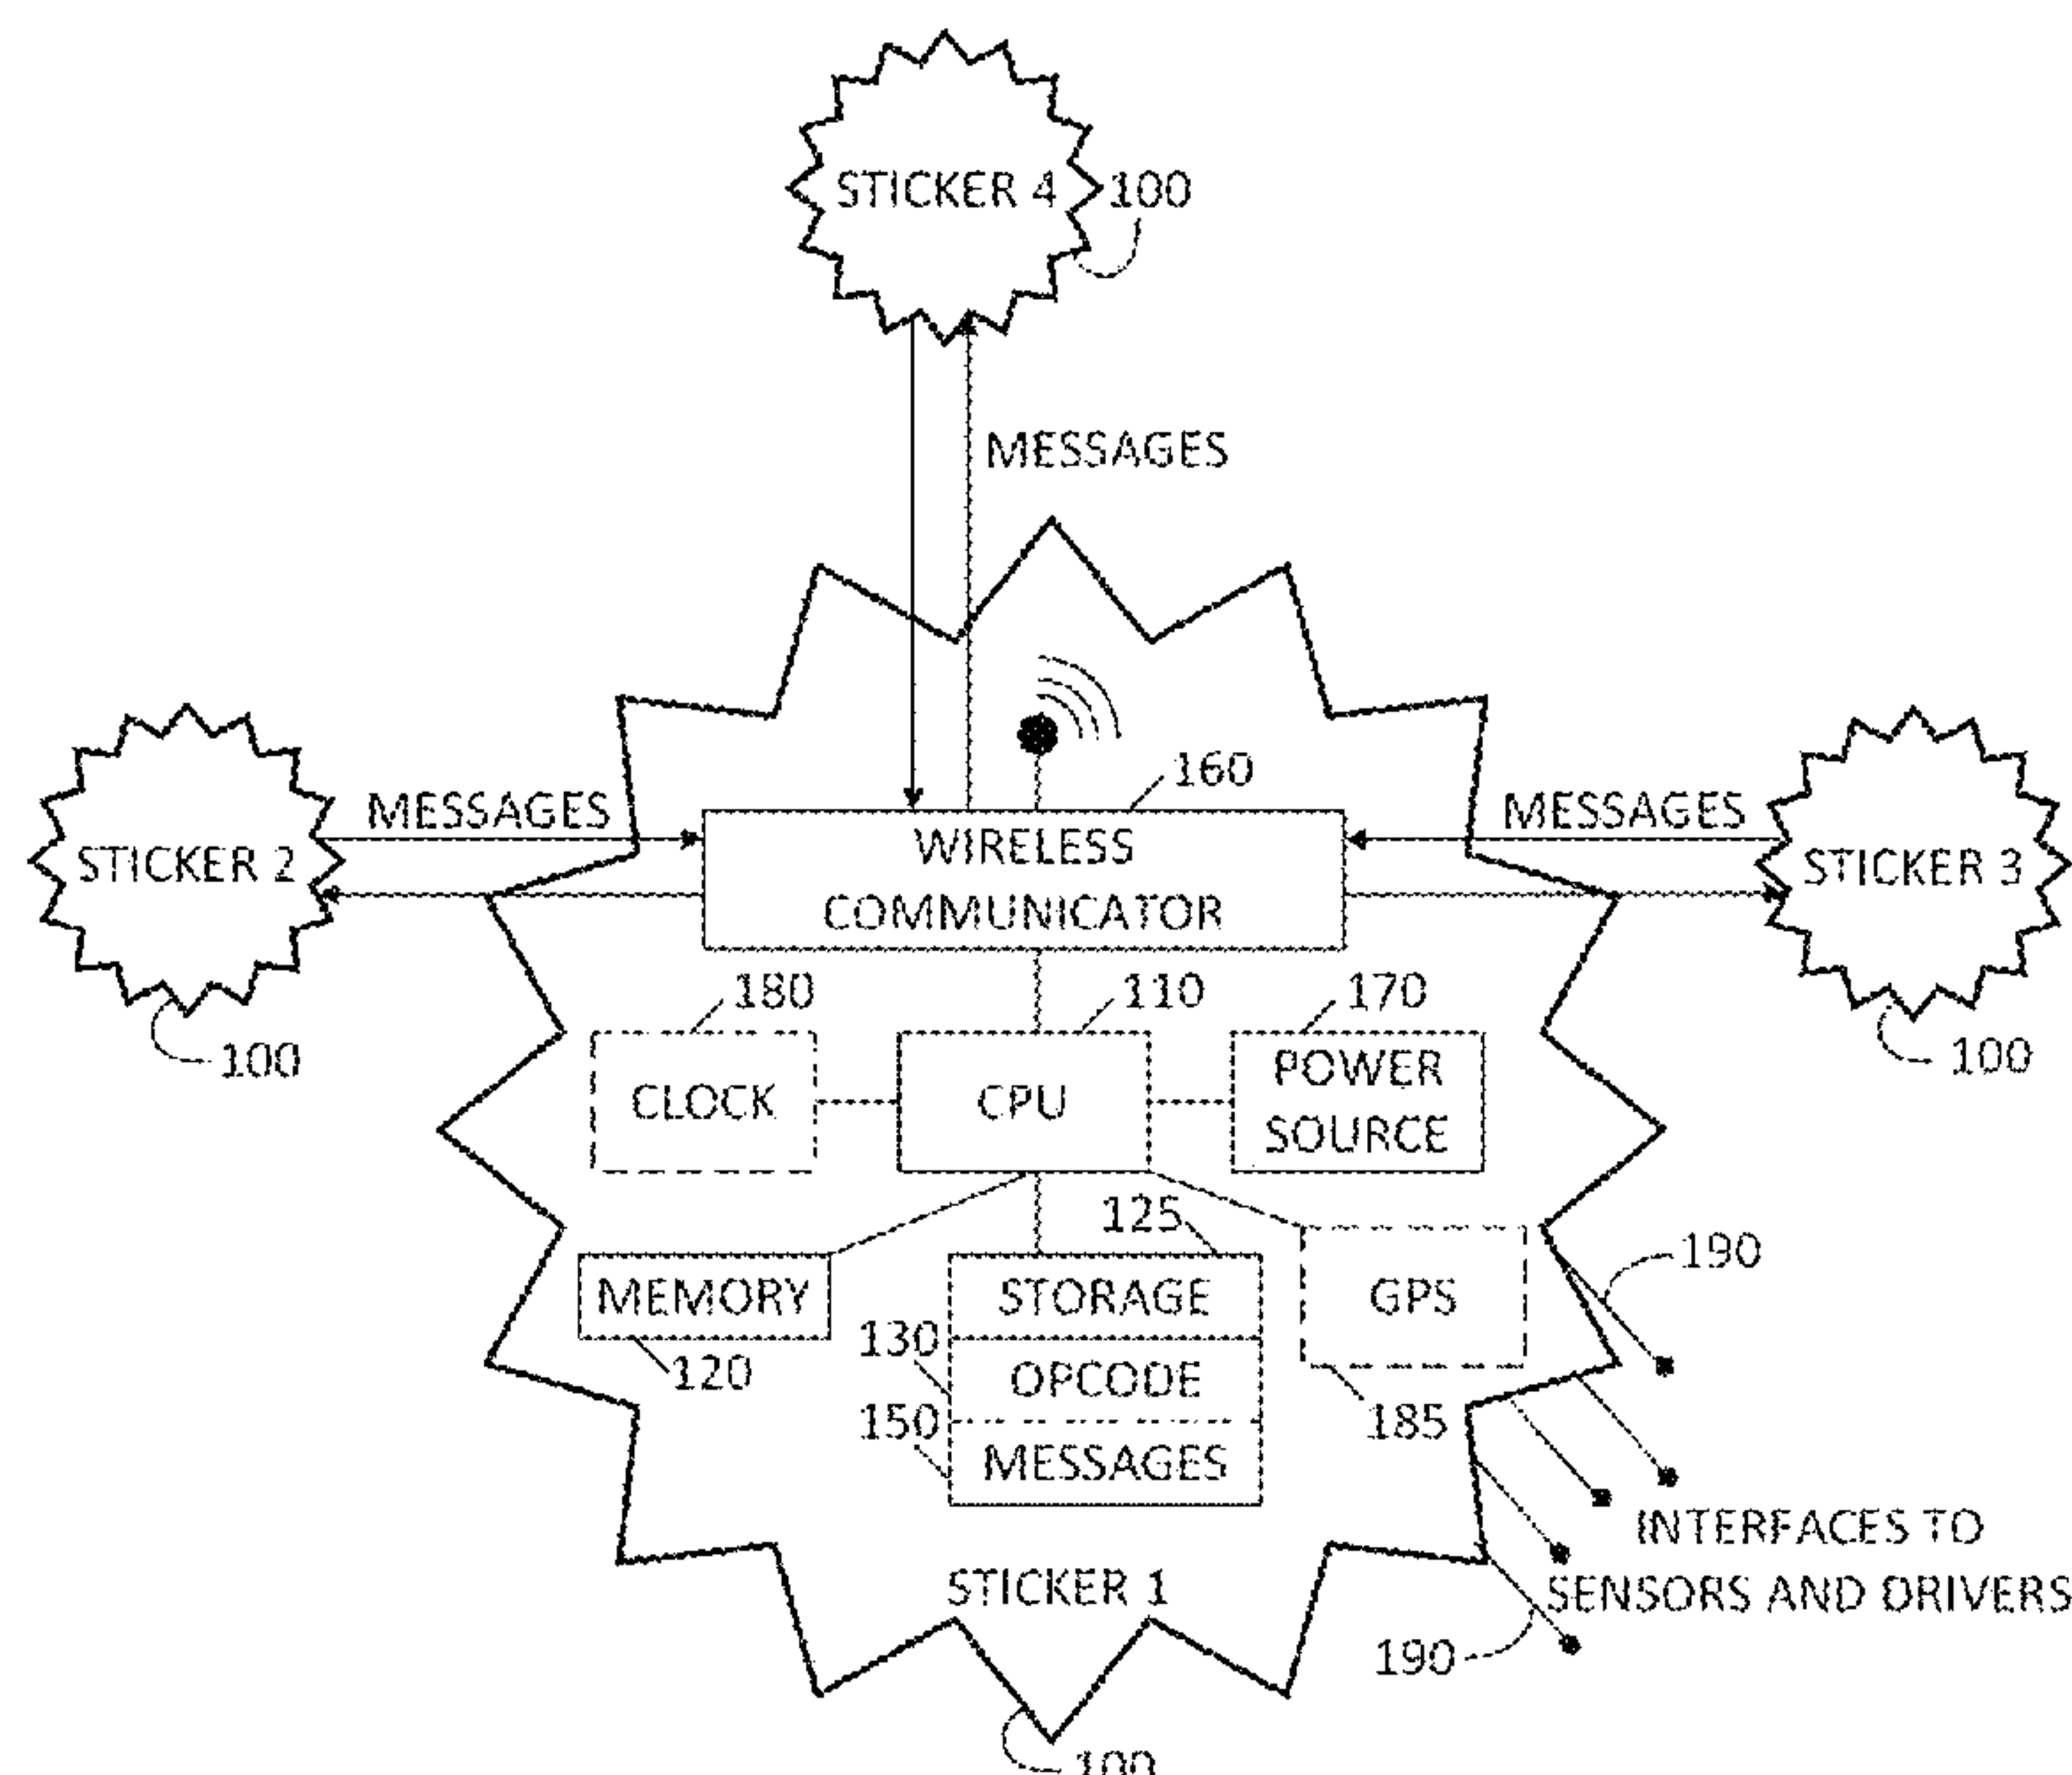 STICKER 4
100
MESSAGES
160
MESSAGES
MESSAGES
WIRELESS
COMMUNICATOR
STICKER 2
STICKER 3
180
110
170
100
100
CLOCK
CPU
POWER
SOURCE
125
190
MEMORY
STORAGE
GPS
130
120
OPCODE
150
185
MESSAGES
INTERFACES TO
SENSORS AND DRIVERS
STICKER 1
190
100